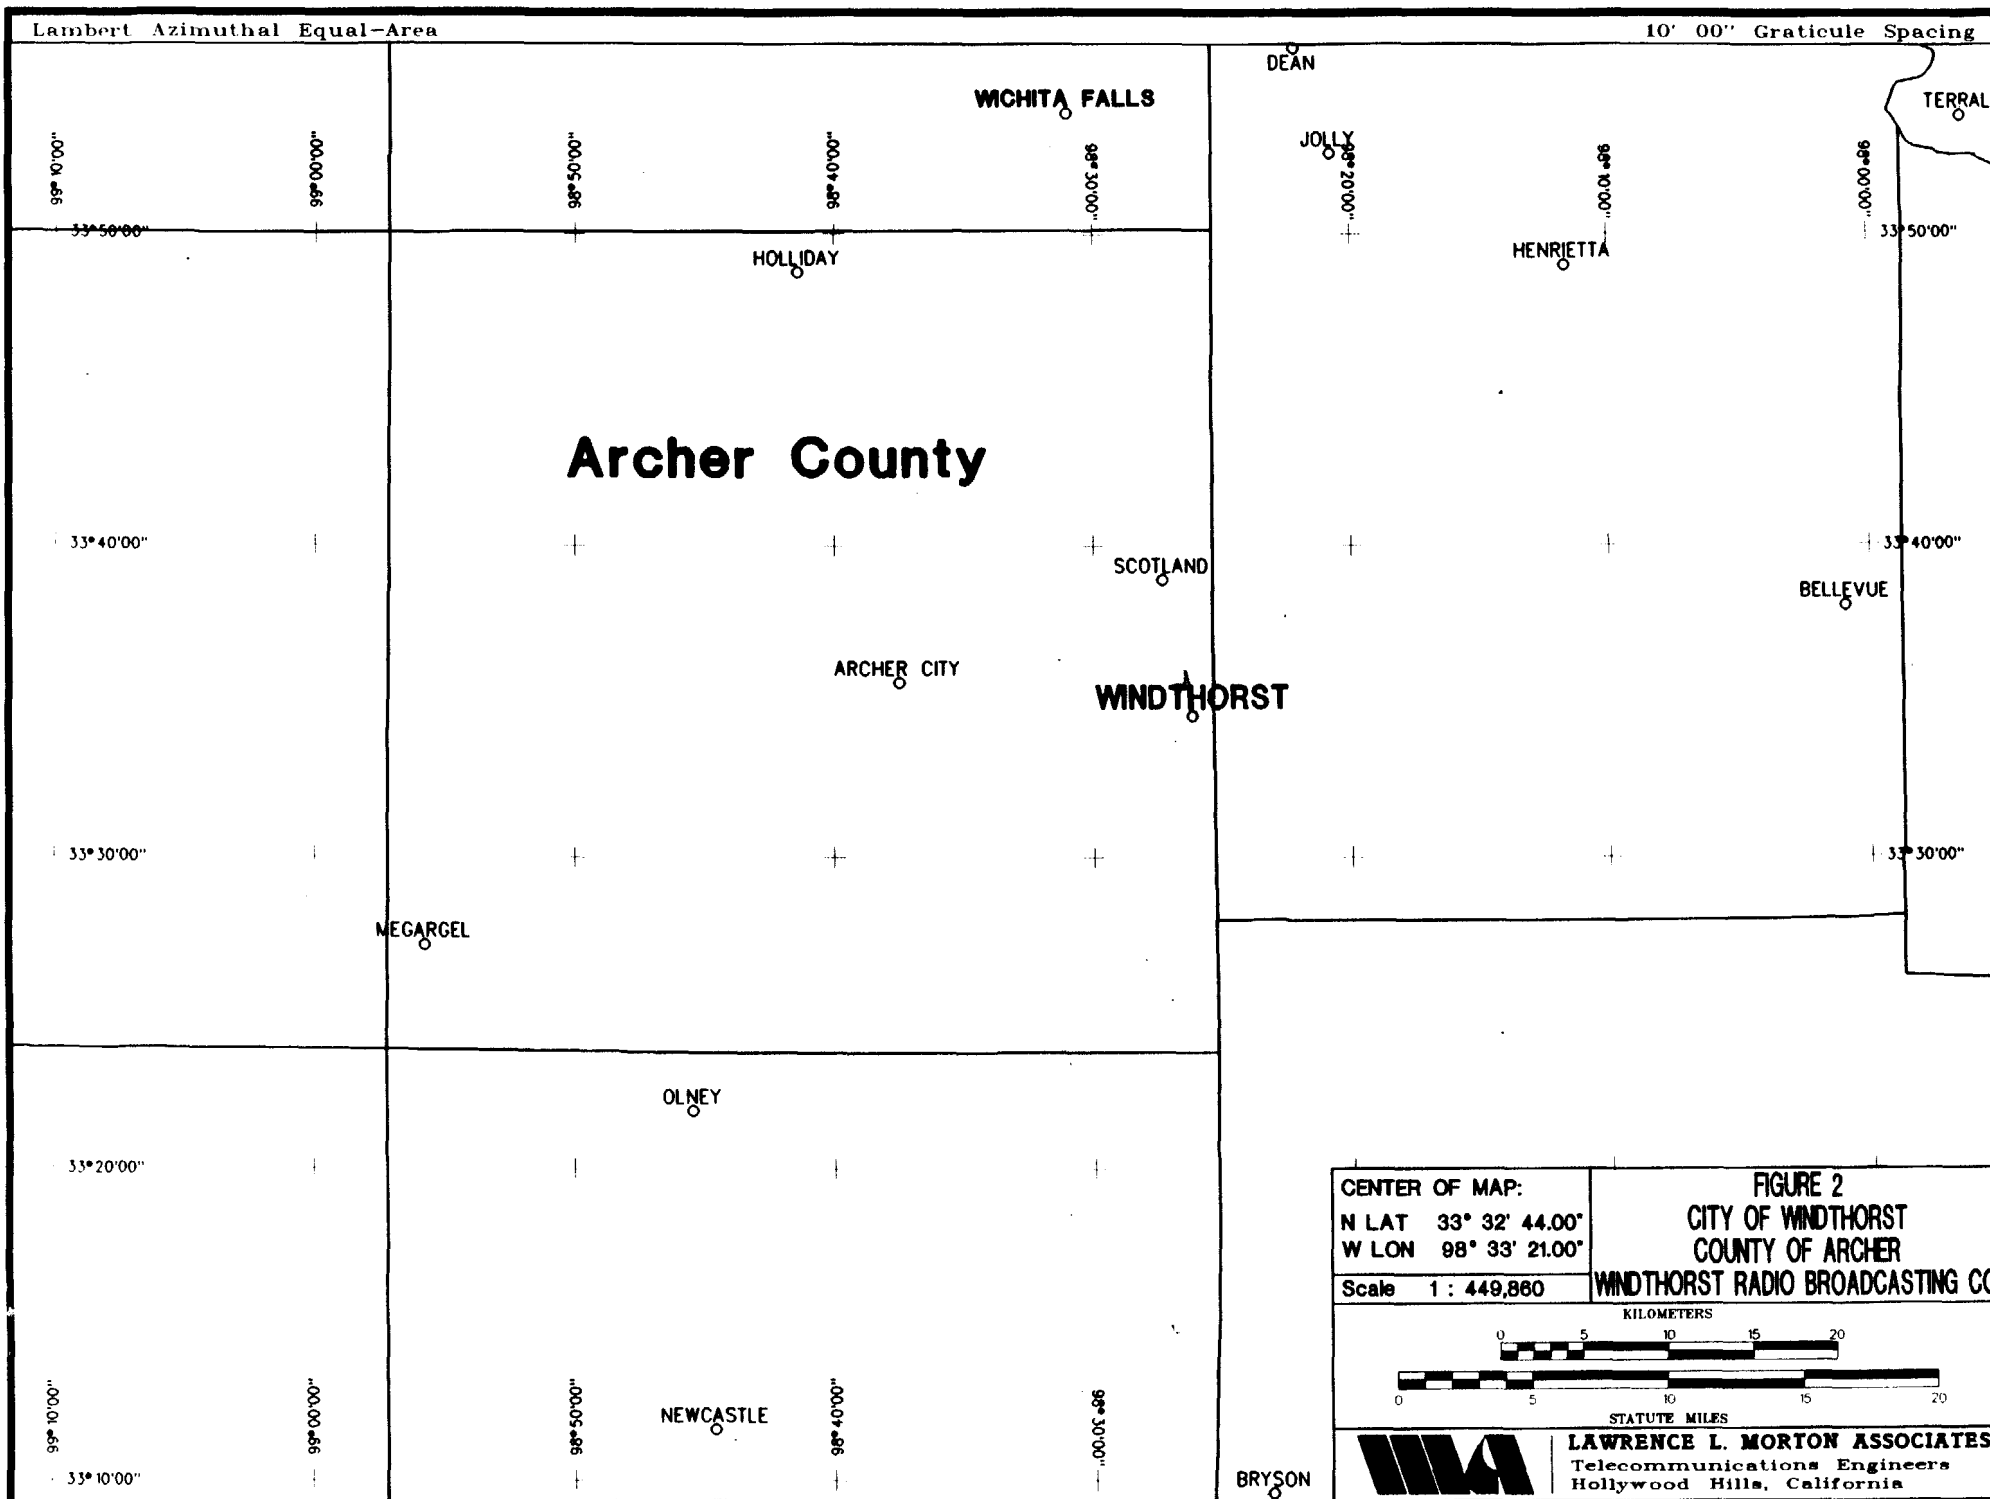 Lambert Azimuthal Equal-Area
10' 00" Graticule Spacing
DEAN
WICHITA FALLS
TERRAL
JOLLY
99° 10'00"
99° 00'00"
98° 50'00"
98° 40'00"
98° 30'00"
98° 20'00"
98° 10'00"
98° 00'00"
33° 50'00"
33° 50'00"
HOLLIDAY
HENRIETTA
Archer County
33° 40'00"
33° 40'00"
SCOTLAND
BELLEVUE
ARCHER CITY
WINDTHORST
33° 30'00"
33° 30'00"
MEGARGEL
OLNEY
33° 20'00"
CENTER OF MAP:
N LAT 33° 32' 44.00"
W LON 98° 33' 21.00"
Scale 1 : 449,860
FIGURE 2
CITY OF WINDTHORST
COUNTY OF ARCHER
WINDTHORST RADIO BROADCASTING CO
KILOMETERS
0 5 10 15 20
0 5 10 15 20
STATUTE MILES
99° 10'00"
99° 00'00"
98° 50'00"
98° 40'00"
98° 30'00"
NEWCASTLE
33° 10'00"
BRYSON
LAWRENCE L. MORTON ASSOCIATES
Telecommunications Engineers
Hollywood Hills, California